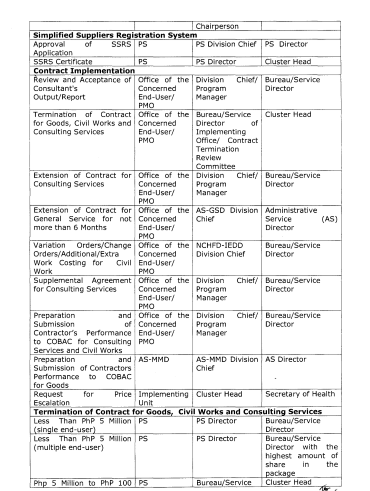 Chairperson
Simplified Suppliers Registration System
Approval of SSRS Application | PS | PS Division Chief | PS Director
SSRS Certificate | PS | PS Director | Cluster Head
Contract Implementation
Review and Acceptance of Consultant's Output/Report | Office of the Concerned End-User/ PMO | Division Chief/ Program Manager | Bureau/Service Director
Termination of Contract for Goods, Civil Works and Consulting Services | Office of the Concerned End-User/ PMO | Bureau/Service Director of Implementing Office/ Contract Termination Review Committee | Cluster Head
Extension of Contract for Consulting Services | Office of the Concerned End-User/ PMO | Division Chief/ Program Manager | Bureau/Service Director
Extension of Contract for General Service for not more than 6 Months | Office of the Concerned End-User/ PMO | AS-GSD Division Chief | Administrative Service (AS) Director
Variation Orders/Change Orders/Additional/Extra Work Costing for Civil Work | Office of the Concerned End-User/ PMO | NCHFD-IEDD Division Chief | Bureau/Service Director
Supplemental Agreement for Consulting Services | Office of the Concerned End-User/ PMO | Division Chief/ Program Manager | Bureau/Service Director
Preparation and Submission of Contractor's Performance to COBAC for Consulting Services and Civil Works | Office of the Concerned End-User/ PMO | Division Chief/ Program Manager | Bureau/Service Director
Preparation and Submission of Contractors Performance to COBAC for Goods | AS-MMD | AS-MMD Division Chief | AS Director
Request for Price Escalation | Implementing Unit | Cluster Head | Secretary of Health
Termination of Contract for Goods, Civil Works and Consulting Services
Less Than PhP 5 Million (single end-user) | PS | PS Director | Bureau/Service Director
Less Than PhP 5 Million (multiple end-user) | PS | PS Director | Bureau/Service Director with the highest amount of share in the package
Php 5 Million to PhP 100 | PS | Bureau/Service | Cluster Head